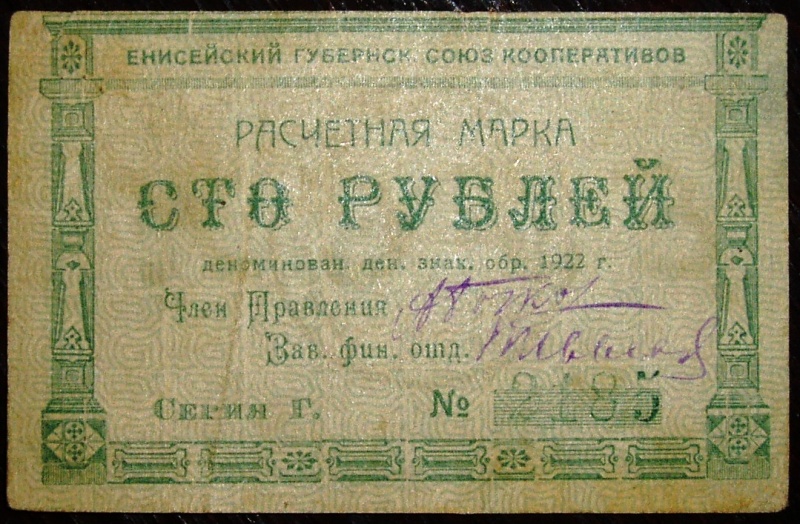 ЕНИСЕЙСКИЙ ГУБЕРНСК. СОЮЗ КООПЕРАТИВОВ
РАСЧЕТНАЯ МАРКА
СТО РУБЛЕЙ
деноминован. ден. знак. обр. 1922 г.
Член Правления
Зав. фин. отд.
Серия Г. № 2185